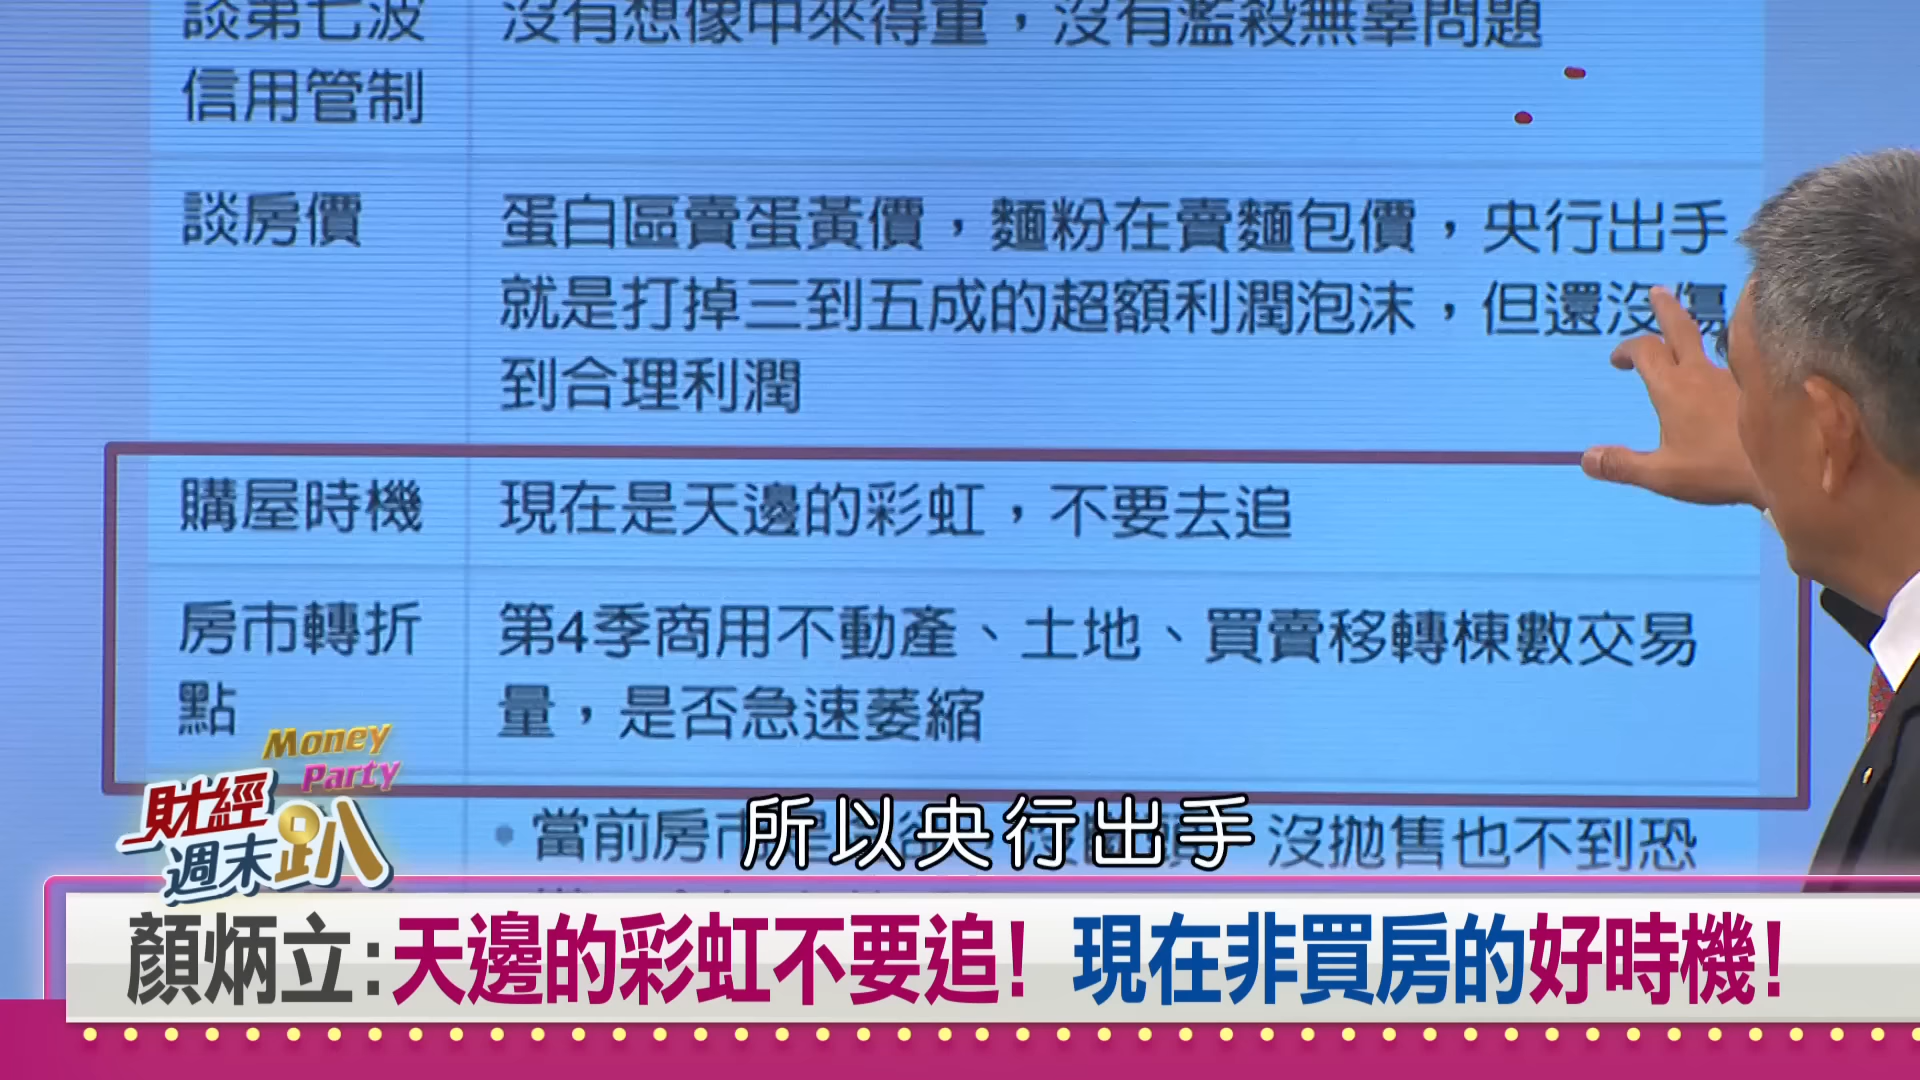 談第七波
沒有想像中來得重，沒有濫殺無辜問題
信用管制
談房價
蛋白區賣蛋黃價，麵粉在賣麵包價，央行出手
就是打掉三到五成的超額利潤泡沫，但還沒傷
到合理利潤
購屋時機
現在是天邊的彩虹，不要去追
房市轉折
點
第4季商用不動產、土地、買賣移轉棟數交易
量，是否急速萎縮
Money
Party
財經
週末趴
•當前房市
沒拋售也不到恐
所以央行出手
顏炳立:天邊的彩虹不要追! 現在非買房的好時機!